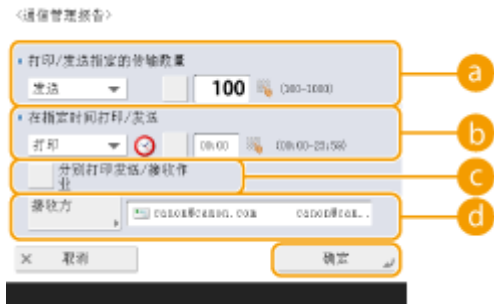 <通信管理报告>
打印/发送指定的传输数量
发送 100 (100-1000)
a
在指定时间打印/发送
打印 00:00 (00:00-23:59)
b
分别打印发送/接收作
业
c
接收方 canon@canon.com canon@can..
d
× 取消 确定